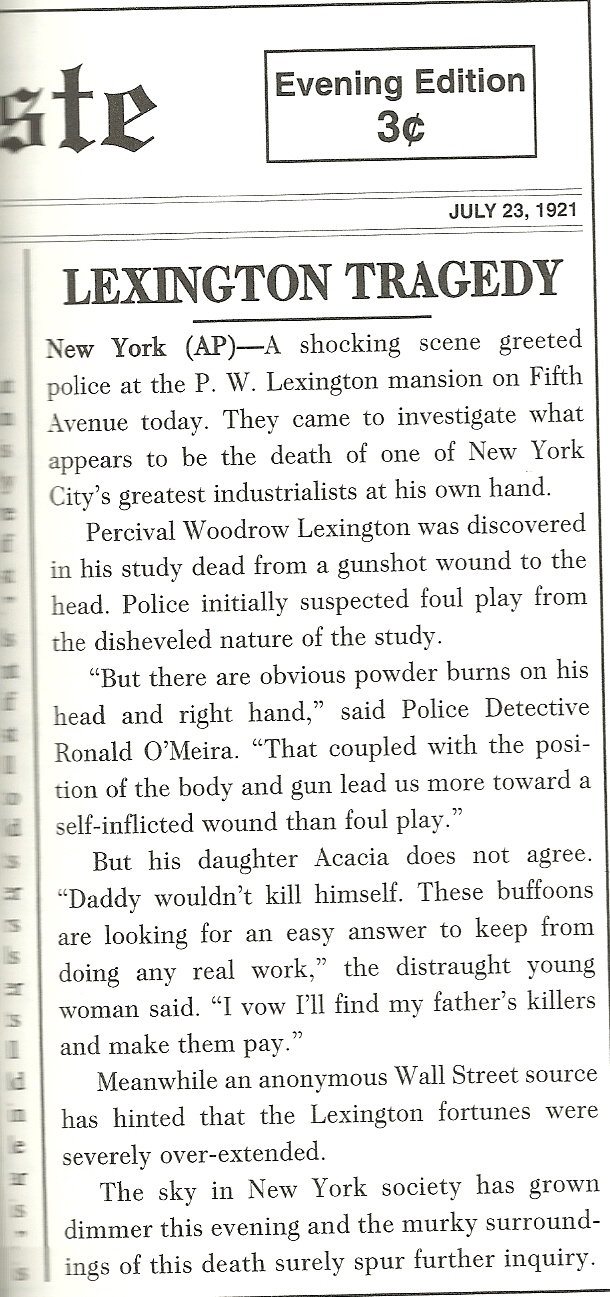 ste
Evening Edition
3¢
JULY 23, 1921
LEXINGTON TRAGEDY
New York (AP)—A shocking scene greeted
police at the P. W. Lexington mansion on Fifth
Avenue today. They came to investigate what
appears to be the death of one of New York
City’s greatest industrialists at his own hand.
Percival Woodrow Lexington was discovered
in his study dead from a gunshot wound to the
head. Police initially suspected foul play from
the disheveled nature of the study.
“But there are obvious powder burns on his
head and right hand,” said Police Detective
Ronald O’Meira. “That coupled with the posi-
tion of the body and gun lead us more toward a
self-inflicted wound than foul play.”
But his daughter Acacia does not agree.
“Daddy wouldn’t kill himself. These buffoons
are looking for an easy answer to keep from
doing any real work,” the distraught young
woman said. “I vow I’ll find my father’s killers
and make them pay.”
Meanwhile an anonymous Wall Street source
has hinted that the Lexington fortunes were
severely over-extended.
The sky in New York society has grown
dimmer this evening and the murky surround-
ings of this death surely spur further inquiry.